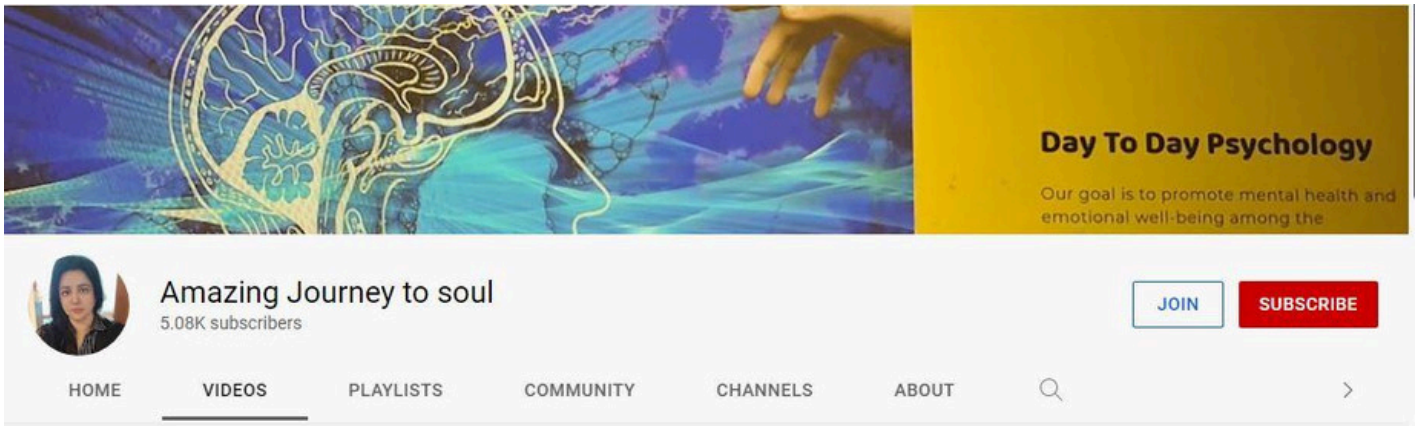 Day To Day Psychology
Our goal is to promote mental health and
emotional well-being among the
Amazing Journey to soul
5.08K subscribers
JOIN
SUBSCRIBE
HOME
VIDEOS
PLAYLISTS
COMMUNITY
CHANNELS
ABOUT